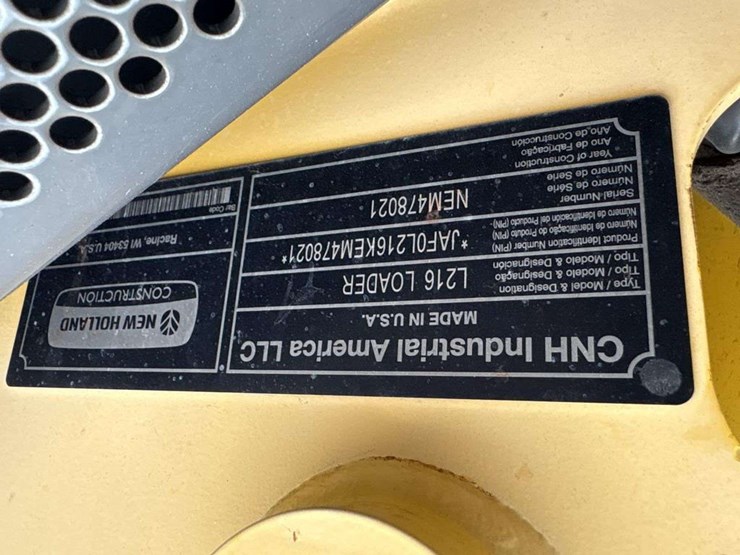 CNH Industrial America LLC
MADE IN U.S.A.
Type / Model & Designation
Tipo / Modelo & Designação
Tipo / Modelo & Designación
L216 LOADER
Product Identification Number (PIN)
Número de Identificação do Produto (PIN)
Número de Identificación del Producto (PIN)
*JAF0L216KEM478021*
Serial Number
Número de Série
Número de Serie
NEM478021
Year of Construction
Ano de Fabricação
Año de Construcción
NEW HOLLAND
CONSTRUCTION
Racine, WI 53404 U.S.A.
Bar Code